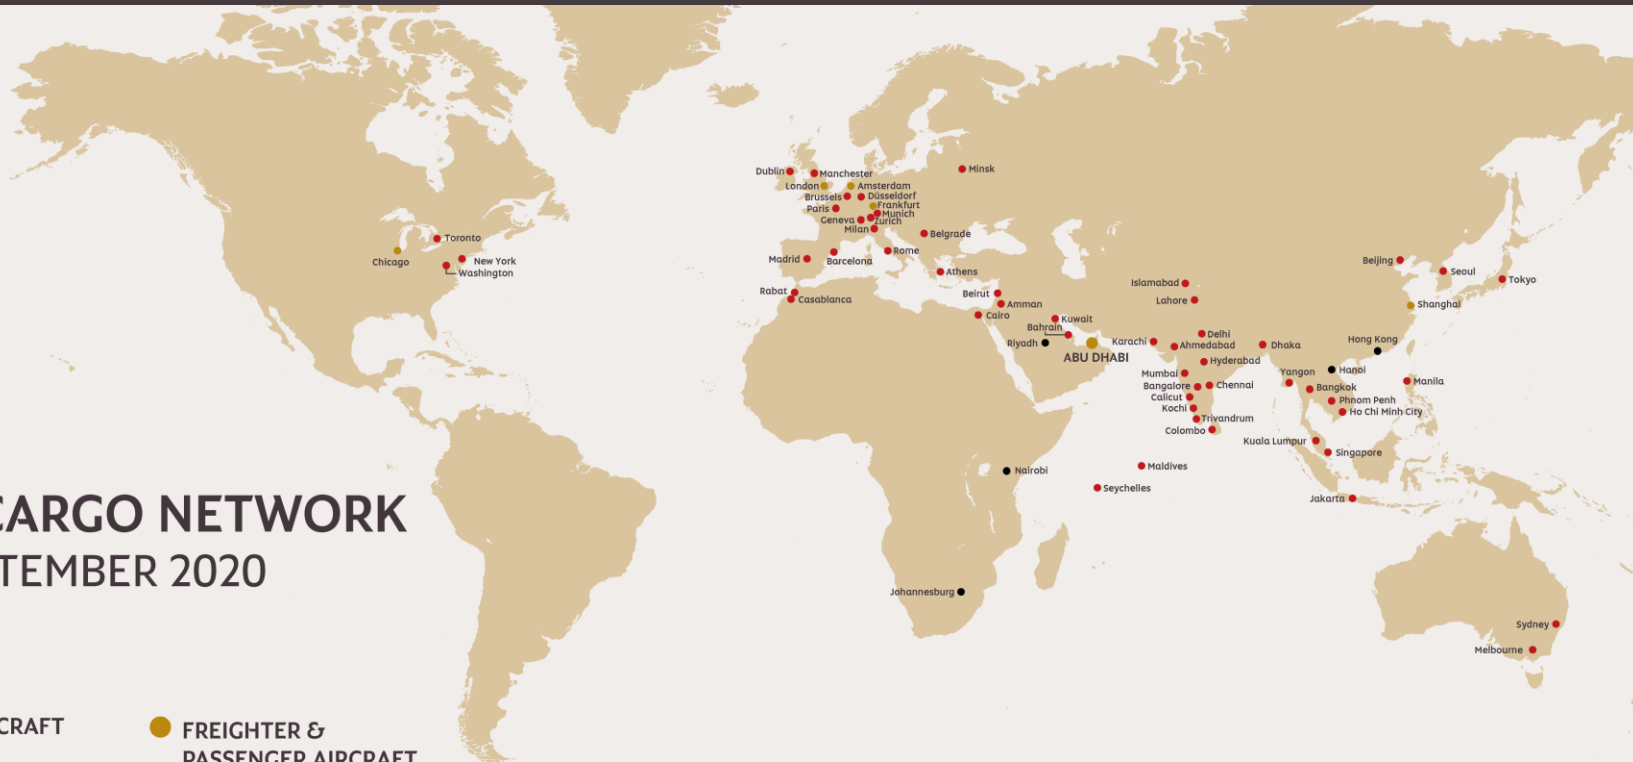 Dublin
Manchester
Minsk
London
Amsterdam
Brussels
Düsseldorf
Paris
Frankfurt
Munich
Geneva
Zurich
Milan
Belgrade
Toronto
Chicago
New York
Washington
Madrid
Barcelona
Rome
Athens
Rabat
Casablanca
Beirut
Amman
Cairo
Kuwait
Bahrain
Riyadh
ABU DHABI
Islamabad
Lahore
Karachi
Delhi
Ahmedabad
Dhaka
Hyderabad
Mumbai
Bangalore
Chennai
Calicut
Kochi
Trivandrum
Colombo
Beijing
Seoul
Tokyo
Shanghai
Hong Kong
Hanoi
Yangon
Bangkok
Manila
Phnom Penh
Ho Chi Minh City
Kuala Lumpur
Singapore
Jakarta
Maldives
Seychelles
Nairobi
Johannesburg
Sydney
Melbourne
CARGO NETWORK
TEMBER 2020
CRAFT
FREIGHTER &
PASSENGER AIRCRAFT